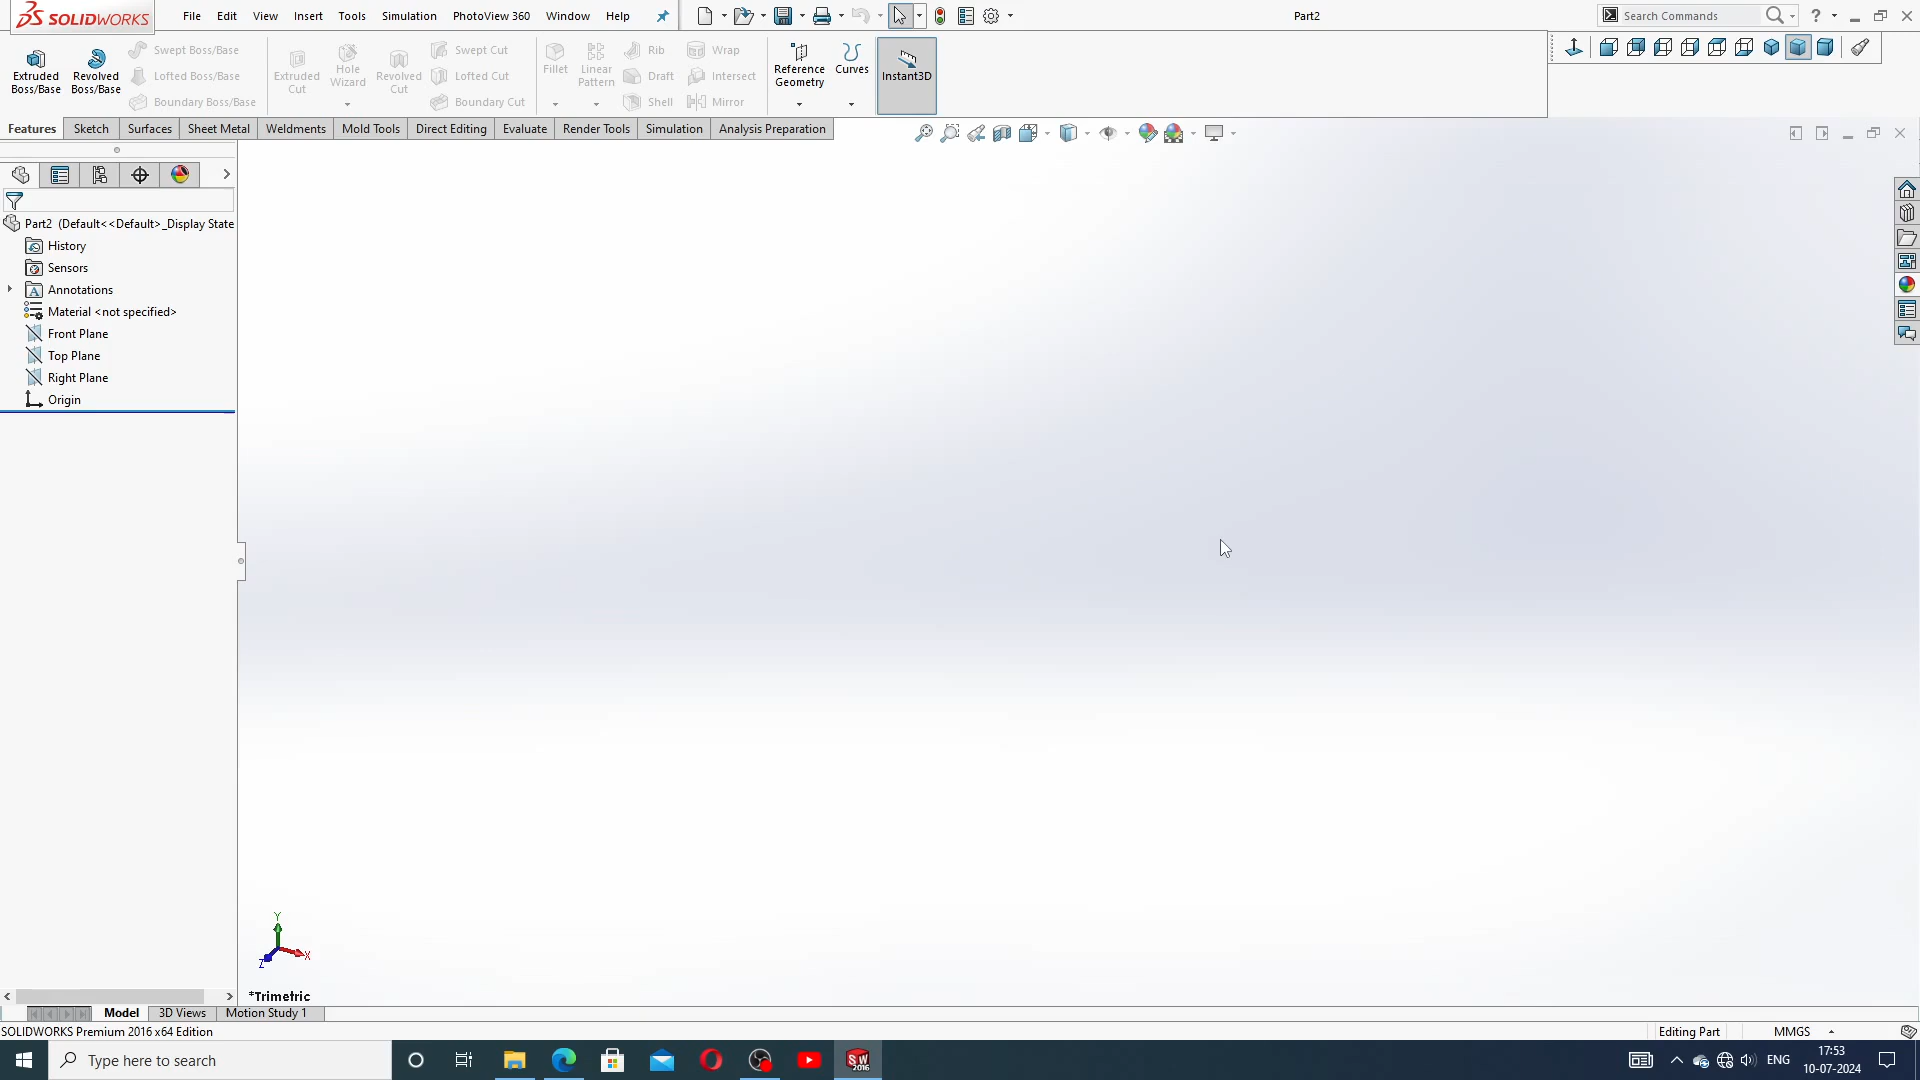 SOLIDWORKS File Edit View Insert Tools Simulation PhotoView 360 Window Help Part2 Search Commands ?
Extruded Boss/Base
Revolved Boss/Base
Swept Boss/Base
Lofted Boss/Base
Boundary Boss/Base
Extruded Cut
Hole Wizard
Revolved Cut
Swept Cut
Lofted Cut
Boundary Cut
Fillet
Linear Pattern
Rib
Draft
Shell
Wrap
Intersect
Mirror
Reference Geometry
Curves
Instant3D
Features Sketch Surfaces Sheet Metal Weldments Mold Tools Direct Editing Evaluate Render Tools Simulation Analysis Preparation
Part2 (Default<<Default>_Display State
History
Sensors
Annotations
Material <not specified>
Front Plane
Top Plane
Right Plane
Origin
Y
X
Z
*Trimetric
Model 3D Views Motion Study 1
SOLIDWORKS Premium 2016 x64 Edition Editing Part MMGS
Type here to search
SW 2016
ENG
17:53
10-07-2024